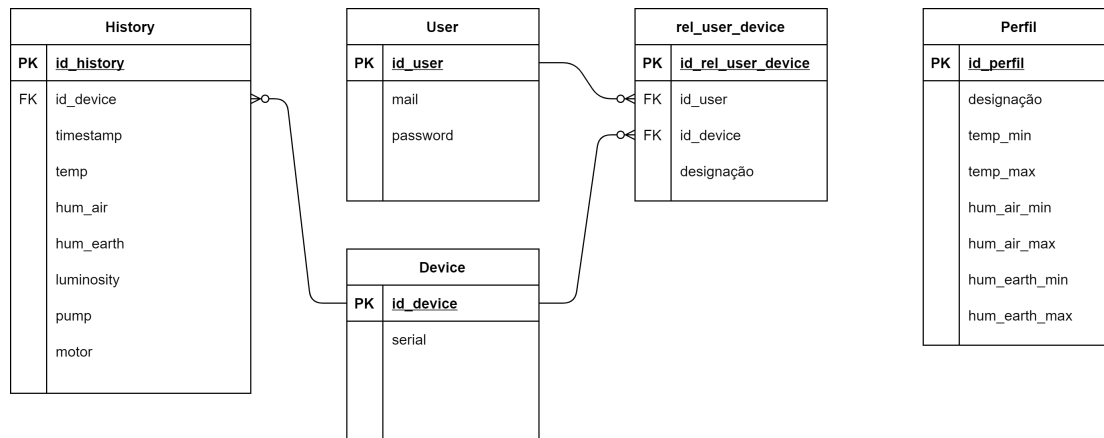 History
PK id_history
FK id_device
timestamp
temp
hum_air
hum_earth
luminosity
pump
motor
User
PK id_user
mail
password
Device
PK id_device
serial
rel_user_device
PK id_rel_user_device
FK id_user
FK id_device
designação
Perfil
PK id_perfil
designação
temp_min
temp_max
hum_air_min
hum_air_max
hum_earth_min
hum_earth_max